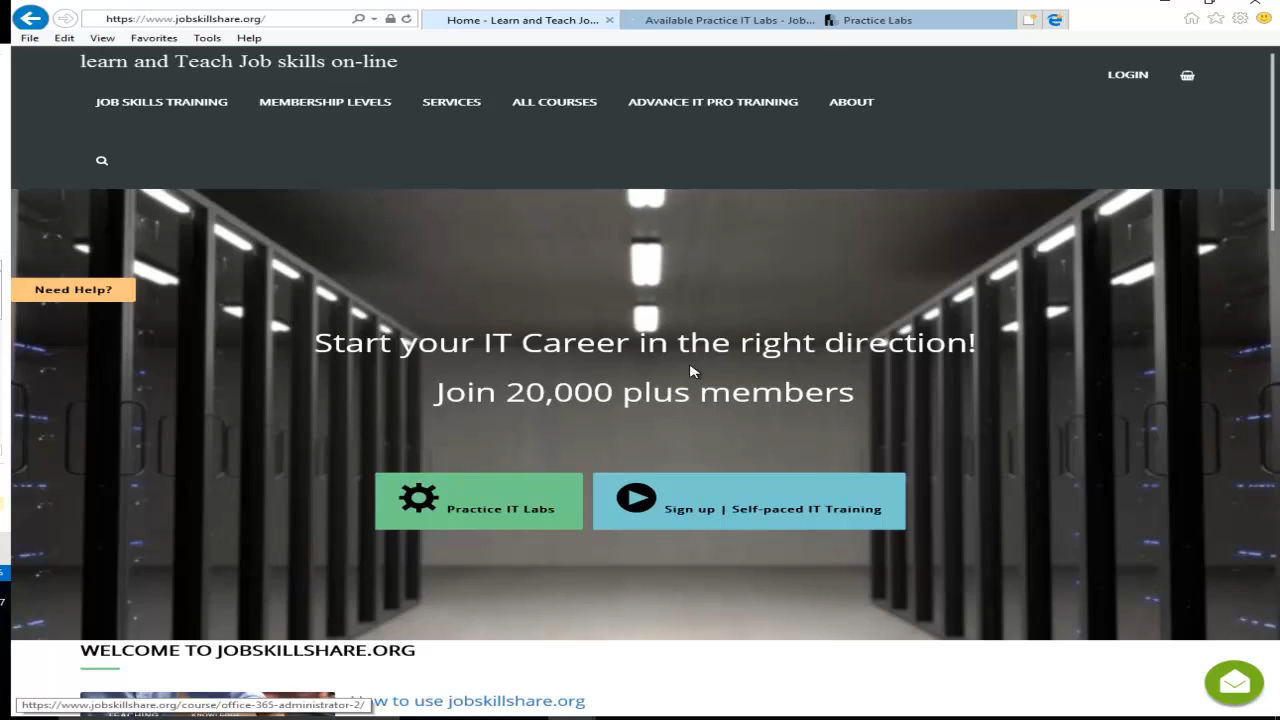 https://www.jobskillshare.org/
Home - Learn and Teach Jo...
Available Practice IT Labs - Job...
Practice Labs
File Edit View Favorites Tools Help
learn and Teach Job skills on-line
LOGIN
JOB SKILLS TRAINING MEMBERSHIP LEVELS SERVICES ALL COURSES ADVANCE IT PRO TRAINING ABOUT
Need Help?
Start your IT Career in the right direction!
Join 20,000 plus members
Practice IT Labs
Sign up | Self-paced IT Training
WELCOME TO JOBSKILLSHARE.ORG
to use jobskillshare.org
https://www.jobskillshare.org/course/office-365-administrator-2/